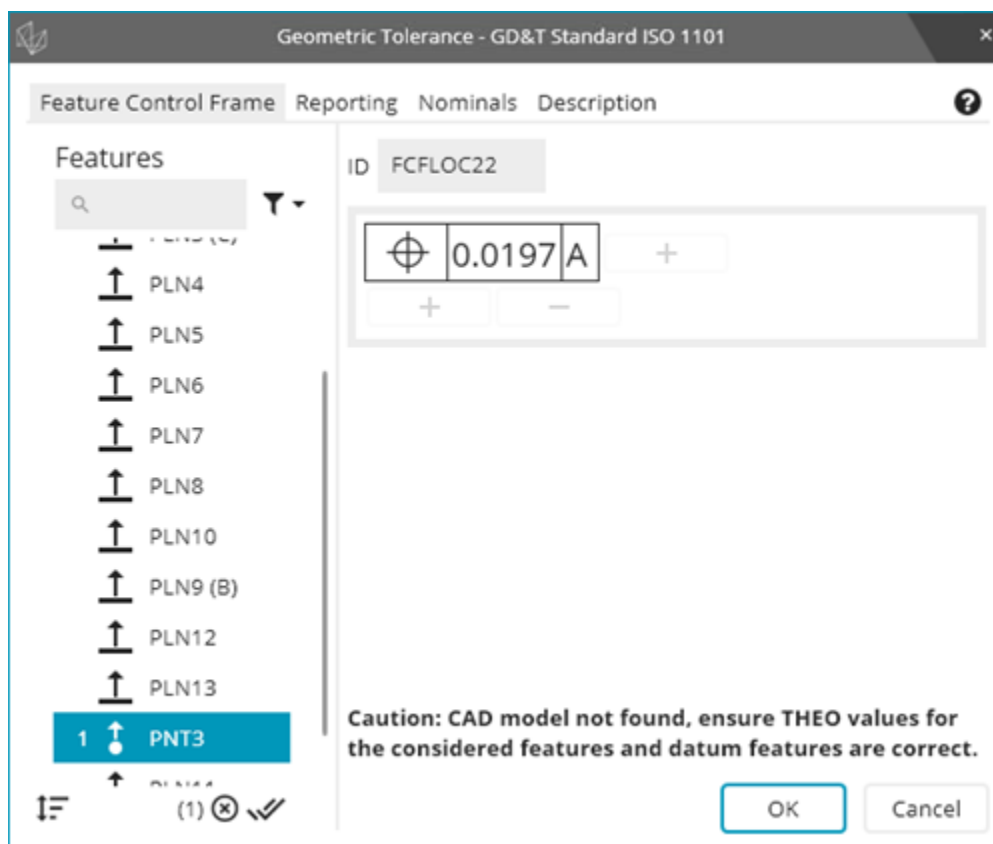 Geometric Tolerance - GD&T Standard ISO 1101
Feature Control Frame Reporting Nominals Description
Features
ID FCFLOC22
0.0197 A
PLN4
PLN5
PLN6
PLN7
PLN8
PLN10
PLN9 (B)
PLN12
PLN13
1 PNT3
Caution: CAD model not found, ensure THEO values for
the considered features and datum features are correct.
(1)
OK Cancel